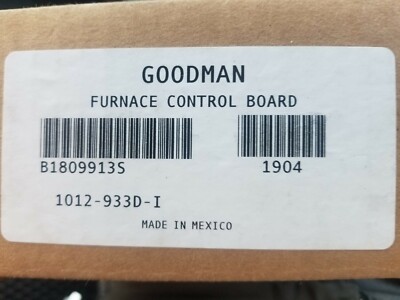 GOODMAN
FURNACE CONTROL BOARD
B1809913S 1904
1012-933D-I
MADE IN MEXICO